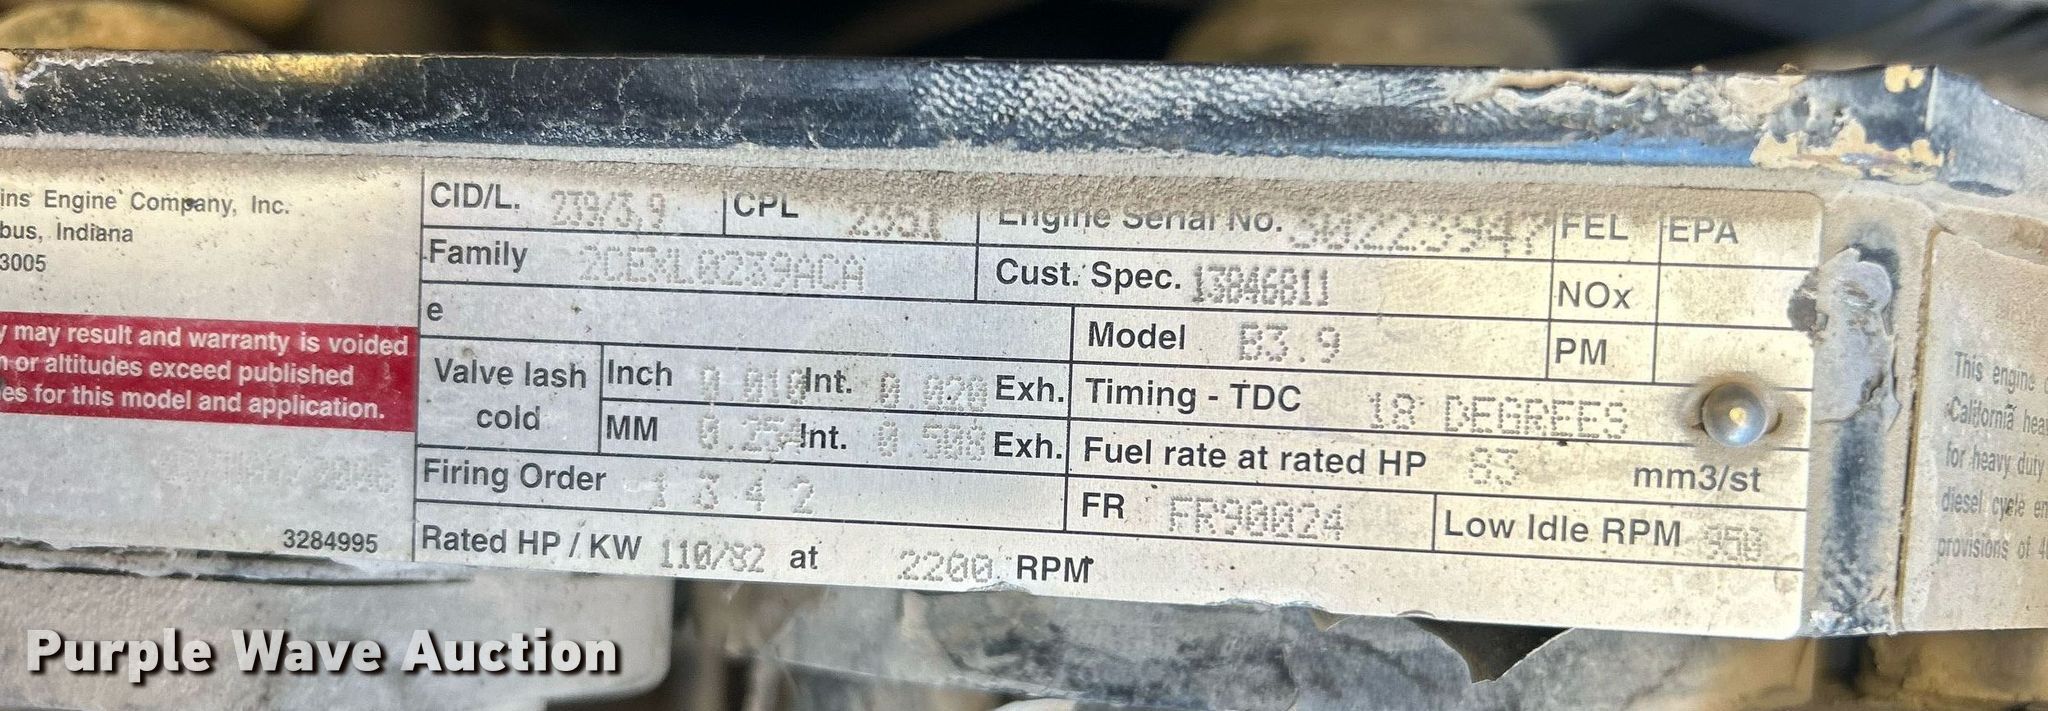 ins Engine Company, Inc.
bus, Indiana
3005
y may result and warranty is voided
n or altitudes exceed published
es for this model and application.
3284995
CID/L. 239/3.9 CPL Engine Serial No. 30223947 FEL EPA
Family 2CEXL0239ACA Cust. Spec. 13846811 NOx
e Model B3.9 PM
Valve lash cold Inch 0.010 Int. 0.020 Exh. Timing - TDC 18 DEGREES
MM 0.254 Int. 0.508 Exh. Fuel rate at rated HP 83 mm3/st
Firing Order 1 3 4 2 FR FR90024 Low Idle RPM 950
Rated HP / KW 110/82 at 2200 RPM
This engine
California
for heavy duty
diesel cycle
provisions of
Purple Wave Auction